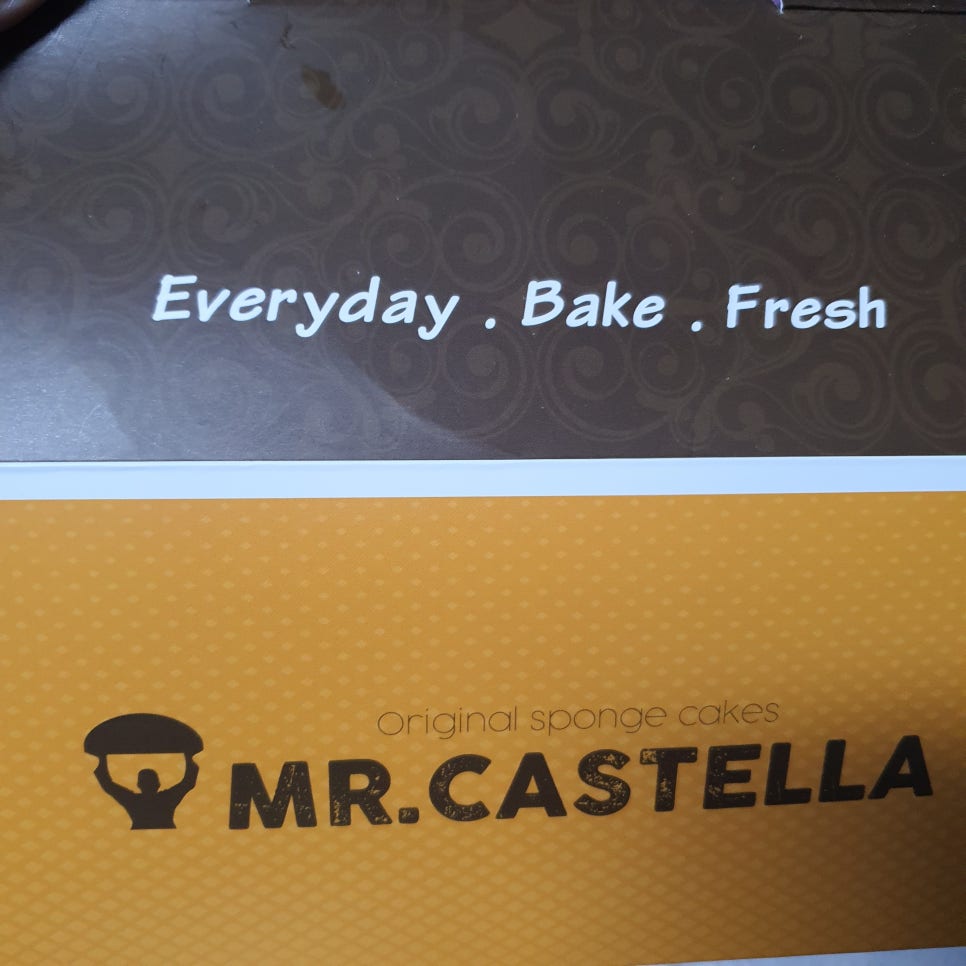 Everyday . Bake . Fresh
Original sponge cakes
MR.CASTELLA